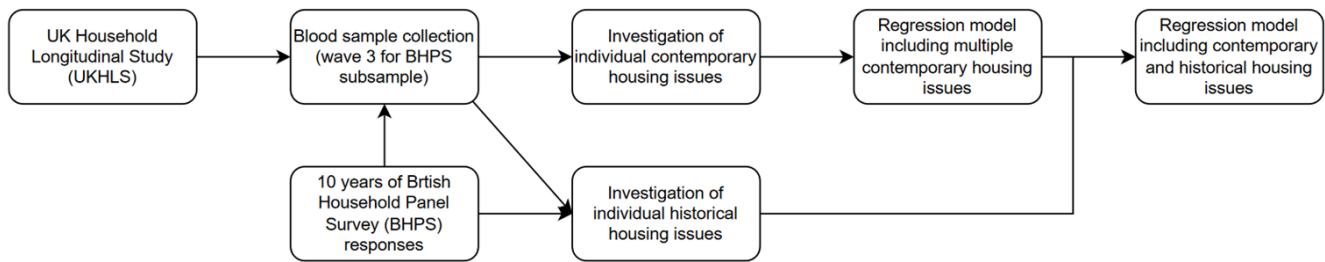 UK Household
Longitudinal Study
(UKHLS)
Blood sample collection
(wave 3 for BHPS
subsample)
Investigation of
individual contemporary
housing issues
Regression model
including multiple
contemporary housing
issues
Regression model
including contemporary
and historical housing
issues
10 years of Brtish
Household Panel
Survey (BHPS)
responses
Investigation of
individual historical
housing issues